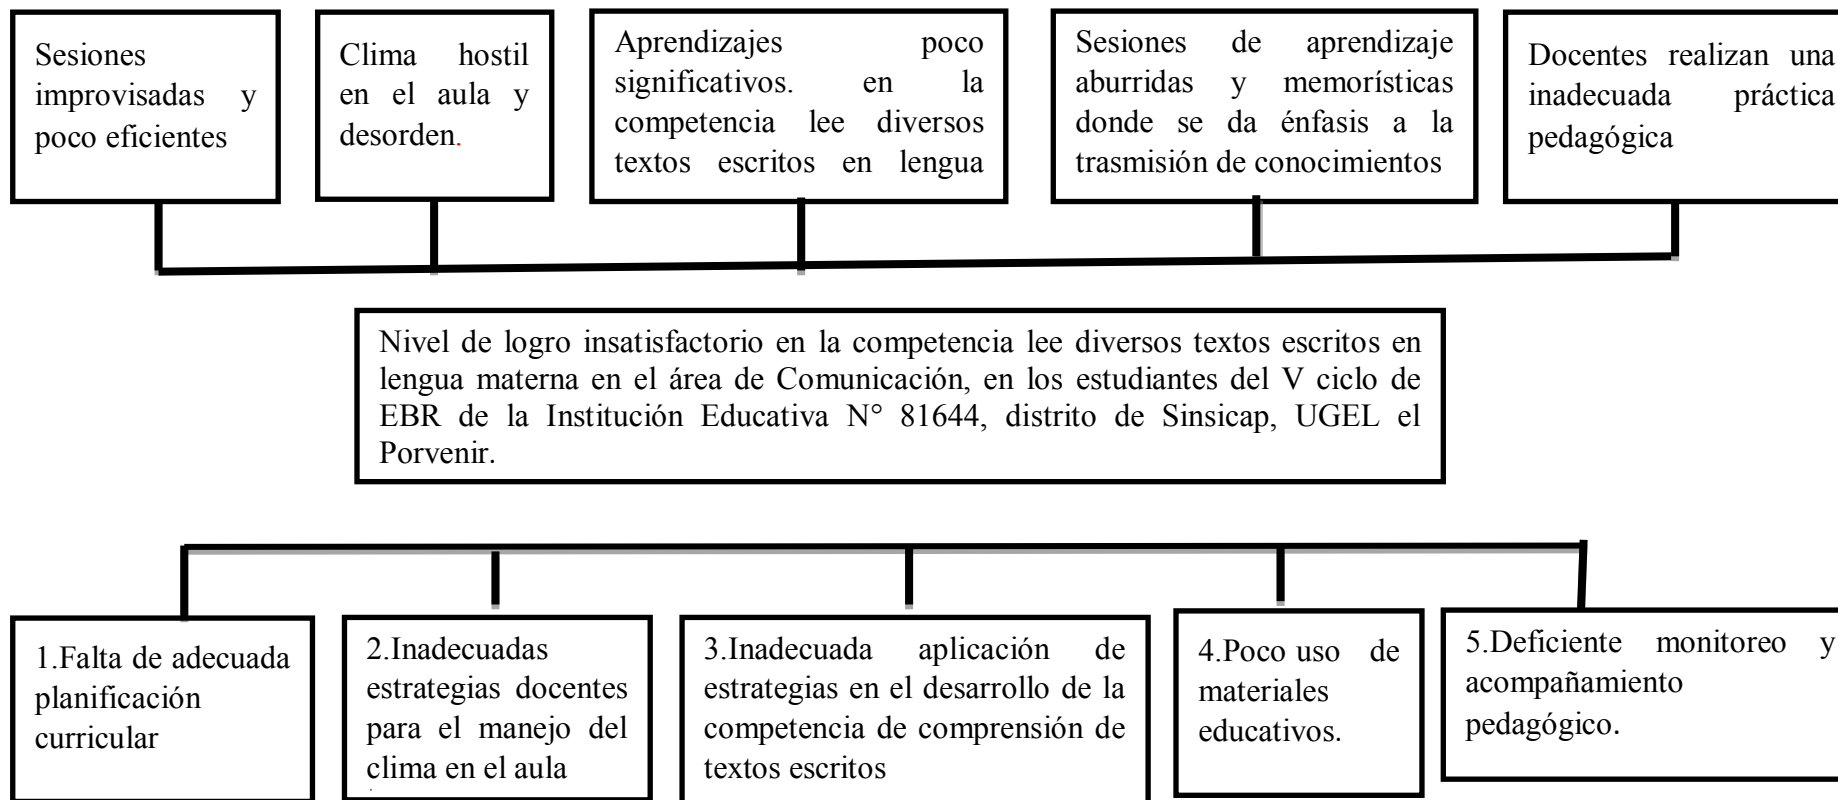 Sesiones
improvisadas y
poco eficientes
Clima hostil
en el aula y
desorden.
Aprendizajes poco
significativos. en la
competencia lee diversos
textos escritos en lengua
Sesiones de aprendizaje
aburridas y memorísticas
donde se da énfasis a la
trasmisión de conocimientos
Docentes realizan una
inadecuada práctica
pedagógica
Nivel de logro insatisfactorio en la competencia lee diversos textos escritos en
lengua materna en el área de Comunicación, en los estudiantes del V ciclo de
EBR de la Institución Educativa N° 81644, distrito de Sinsicap, UGEL el
Porvenir.
1.Falta de adecuada
planificación
curricular
2.Inadecuadas
estrategias docentes
para el manejo del
clima en el aula
3.Inadecuada aplicación de
estrategias en el desarrollo de la
competencia de comprensión de
textos escritos
4.Poco uso de
materiales
educativos.
5.Deficiente monitoreo y
acompañamiento
pedagógico.